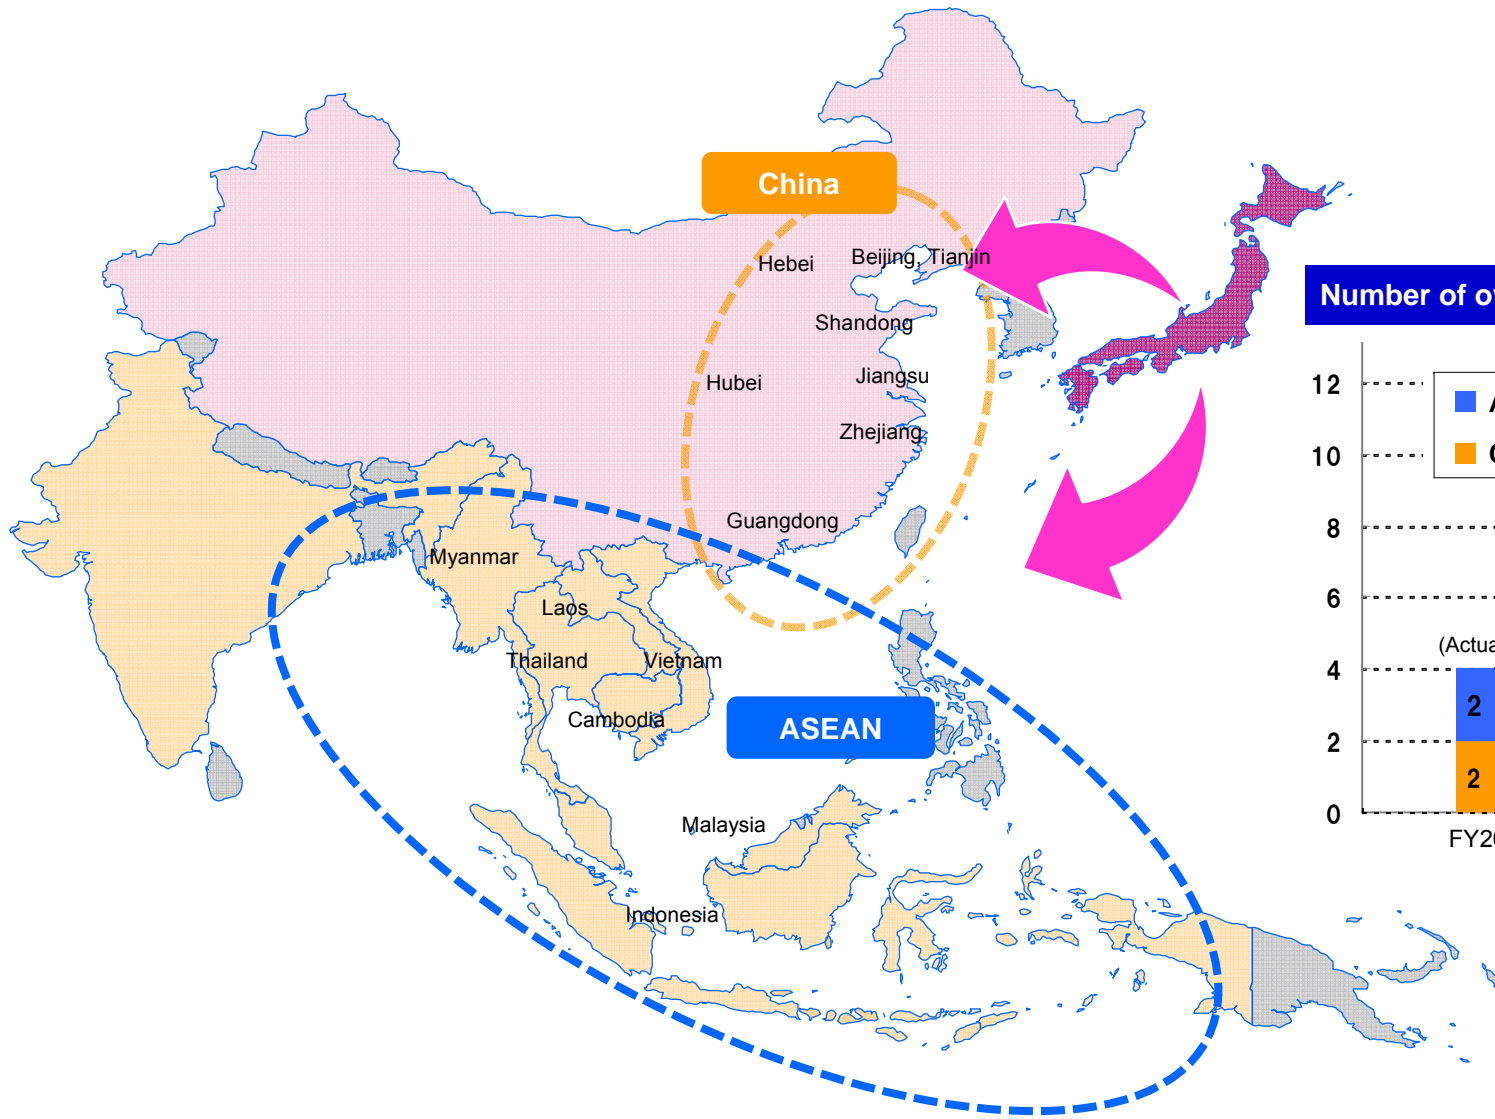 China
Hebei
Beijing, Tianjin
Shandong
Hubei
Jiangsu
Zhejiang
Guangdong
Myanmar
Laos
Thailand
Vietnam
Cambodia
ASEAN
Malaysia
Indonesia
Number of
12
10
8
6
4
2
0
2
2